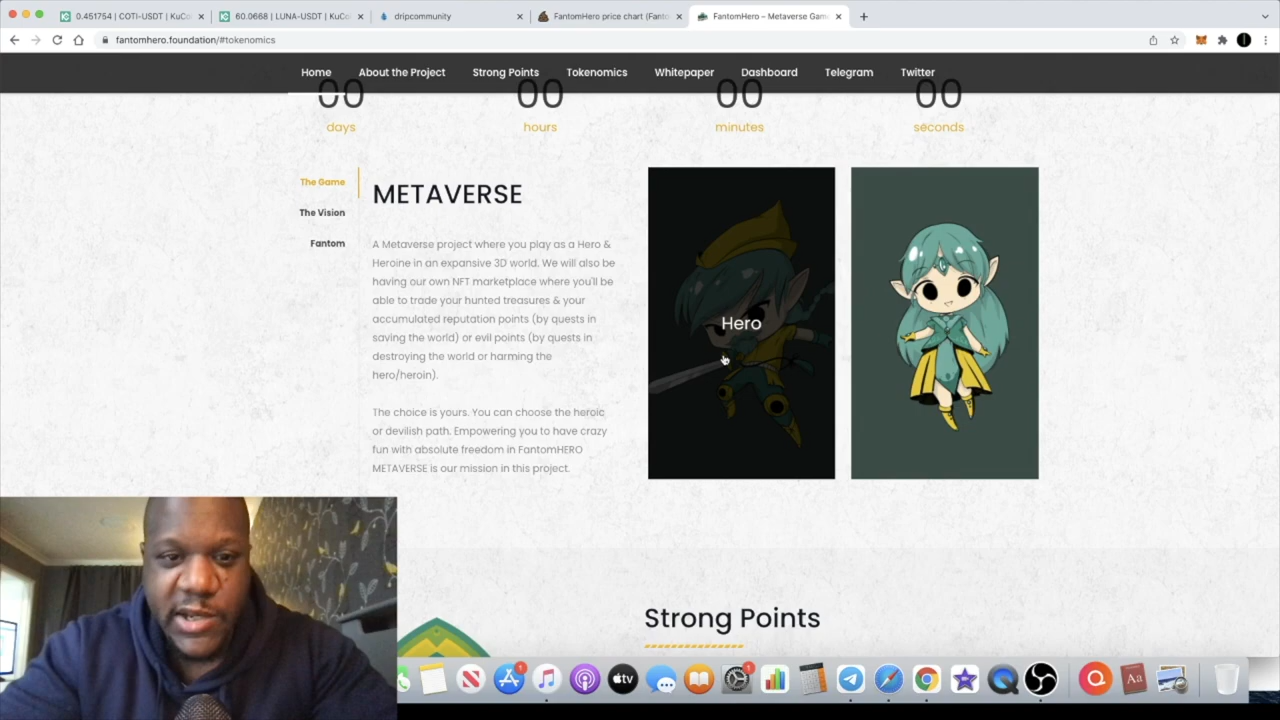 0.451754 | COTI-USDT | KuCo
60.0668 | LUNA-USDT | KuCo
dripcommunity
FantomHero price chart (Fanto
FantomHero – Metaverse Gam
fantomhero.foundation/#tokenomics
Home About the Project Strong Points Tokenomics Whitepaper Dashboard Telegram Twitter
00 00 00 00
days hours minutes seconds
The Game
The Vision
Fantom
METAVERSE
A Metaverse project where you play as a Hero &
Heroine in an expansive 3D world. We will also be
having our own NFT marketplace where you'll be
able to trade your hunted treasures & your
accumulated reputation points (by quests in
saving the world) or evil points (by quests in
destroying the world or harming the
hero/heroin).
The choice is yours. You can choose the heroic
or devilish path. Empowering you to have crazy
fun with absolute freedom in FantomHERO
METAVERSE is our mission in this project.
Hero
Strong Points
1
tv
1
Aa